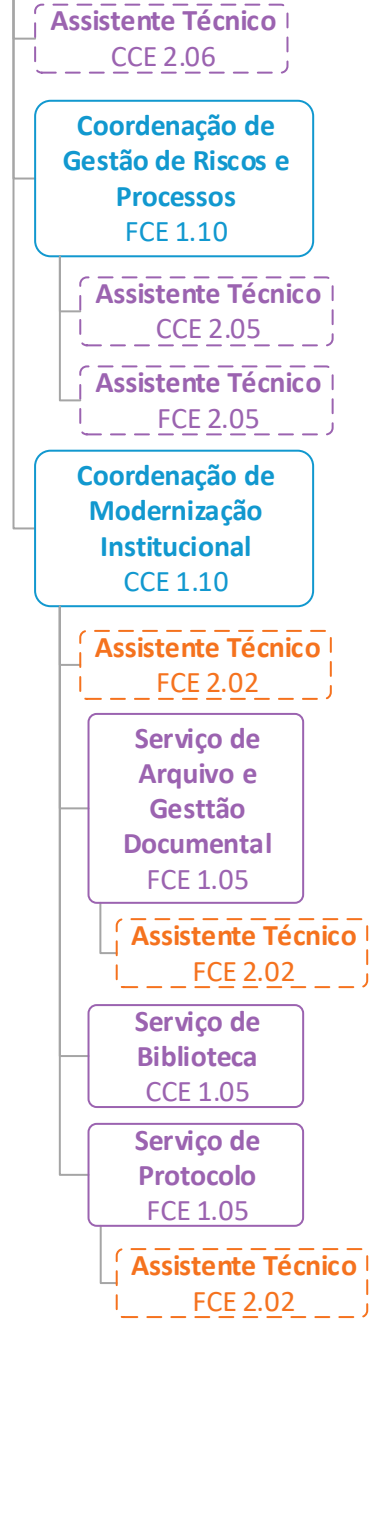 Assistente Técnico
CCE 2.06
Coordenação de
Gestão de Riscos e
Processos
FCE 1.10
Assistente Técnico
CCE 2.05
Assistente Técnico
FCE 2.05
Coordenação de
Modernização
Institucional
CCE 1.10
Assistente Técnico
FCE 2.02
Serviço de
Arquivo e
Gesttão
Documental
FCE 1.05
Assistente Técnico
FCE 2.02
Serviço de
Biblioteca
CCE 1.05
Serviço de
Protocolo
FCE 1.05
Assistente Técnico
FCE 2.02